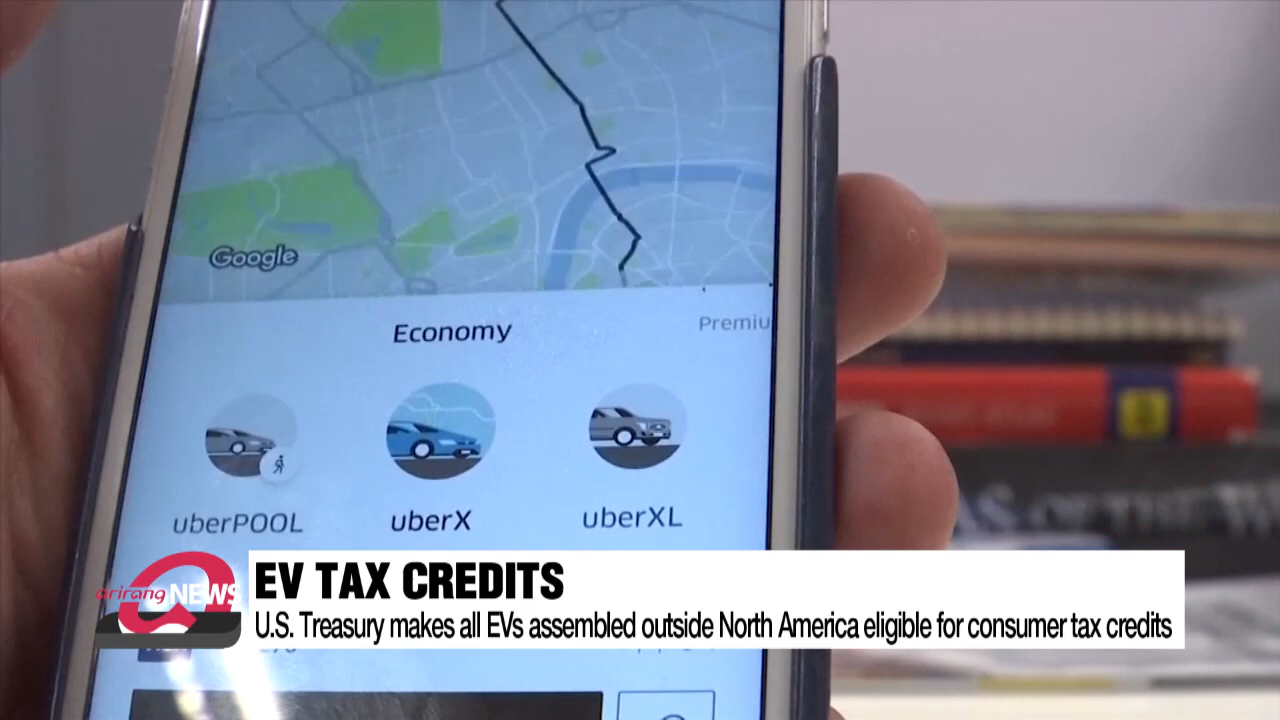 Google
Economy
Premiu
uberPOOL
uberX
uberXL
arirang NEWS
EV TAX CREDITS
U.S. Treasury makes all EVs assembled outside North America eligible for consumer tax credits